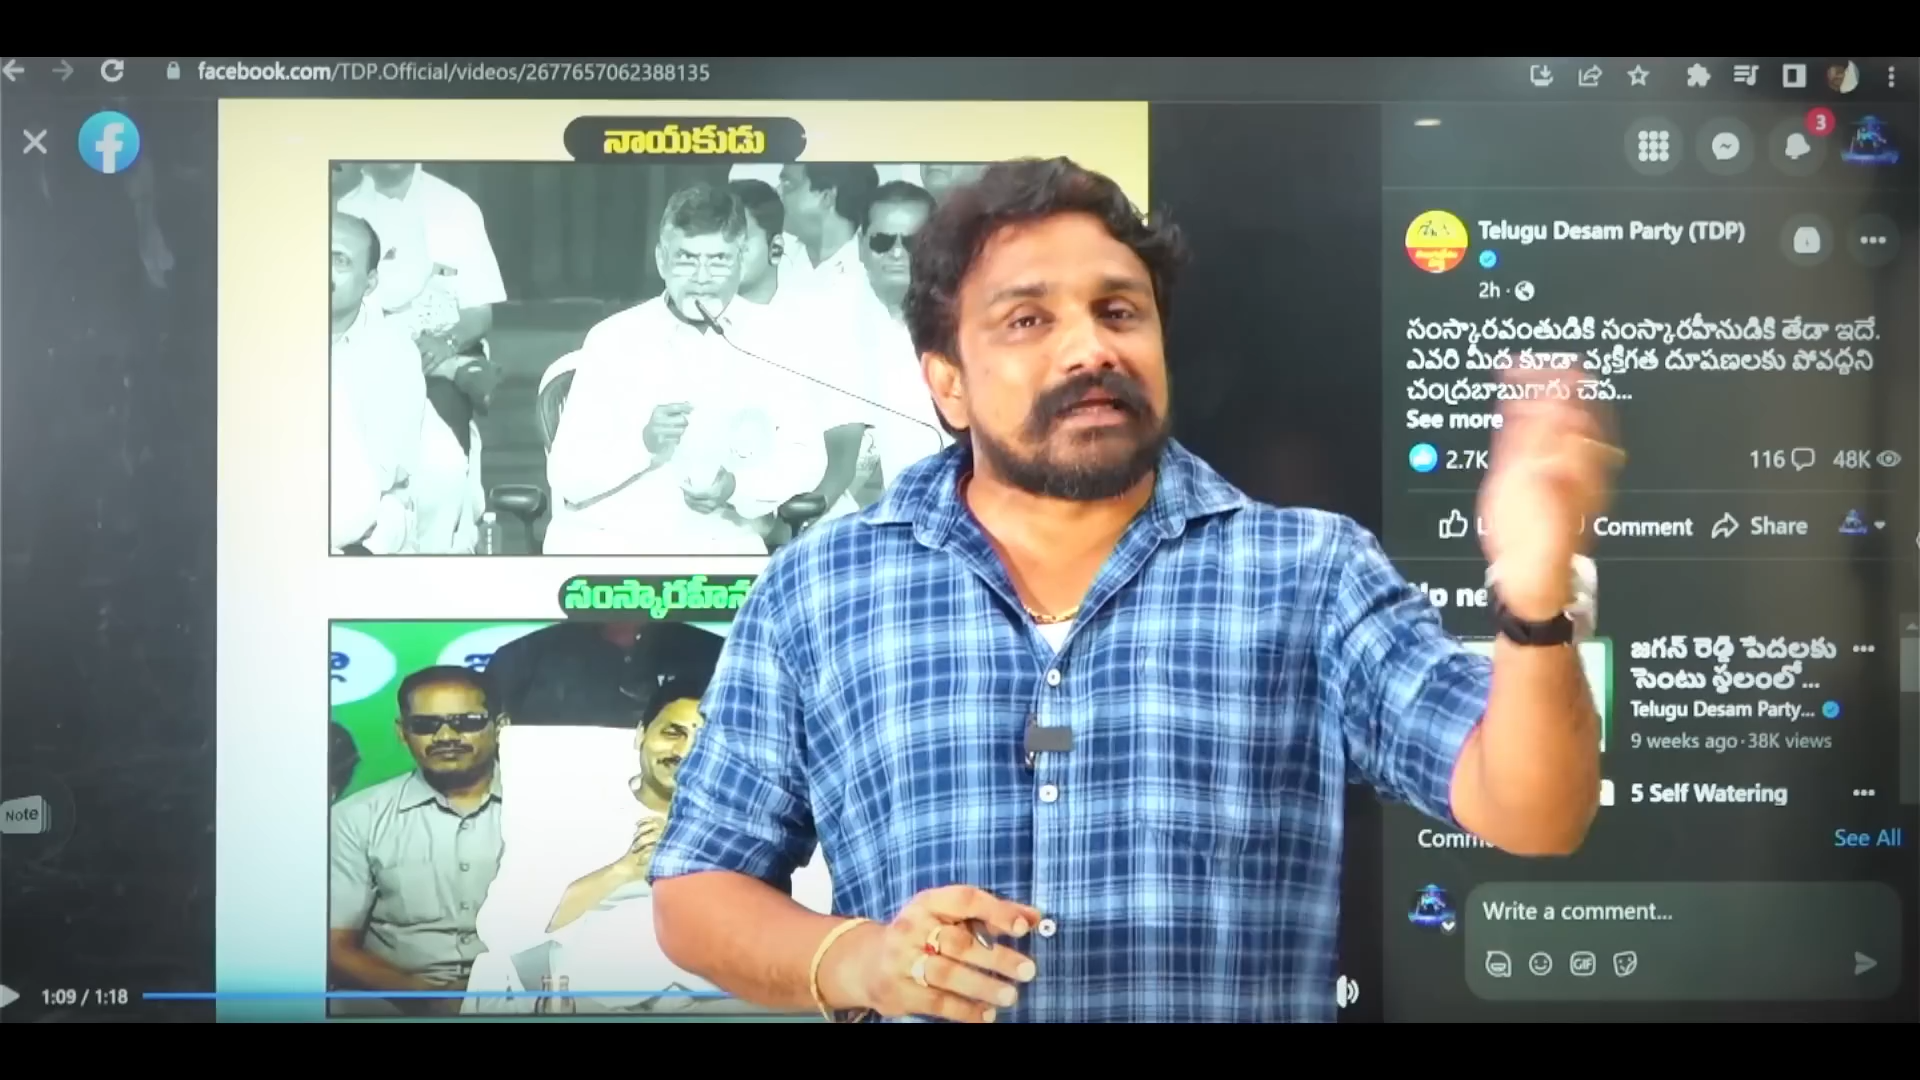 facebook.com/TDP.Official/videos/2677657062388135
3
నాయకుడు
Telugu Desam Party (TDP)
2h
సంస్కారవంతుడికి సంస్కారహీనుడికి తేడా ఇదే.
ఎవరి మీద కూడా వ్యక్తిగత దూషణలకు పోవద్దని
చంద్రబాబుగారు చెప...
See more
2.7K
116
48K
Comment
Share
సంస్కారహీన
జగన్ రెడ్డి పేదలకు
సెంటు స్థలంలో...
Telugu Desam Party...
9 weeks ago·38K views
5 Self Watering
Note
See All
Write a comment...
GIF
1:09 / 1:18